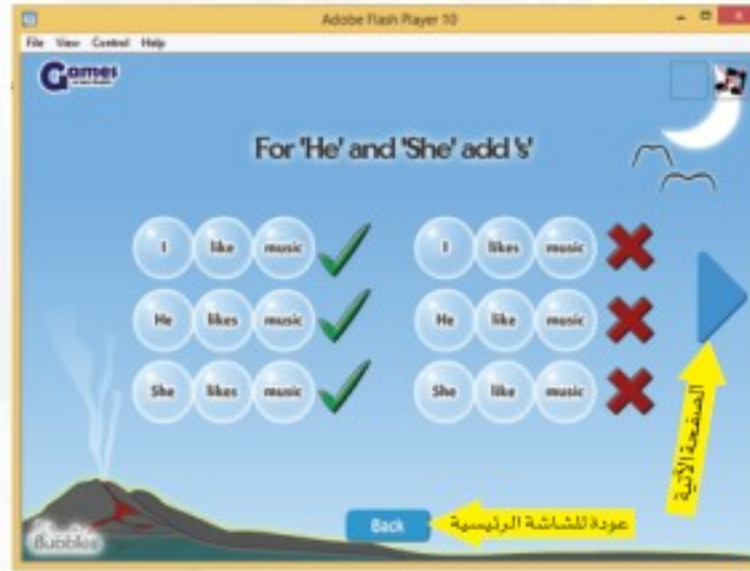 Adobe Flash Player 10
File View Control Help
Games
For 'He' and 'She' add 's'
I like music
I likes music
He likes music
He like music
She likes music
She like music
الصفحة الآتية
Back
عودة للشاشة الرئيسية
Bubbles